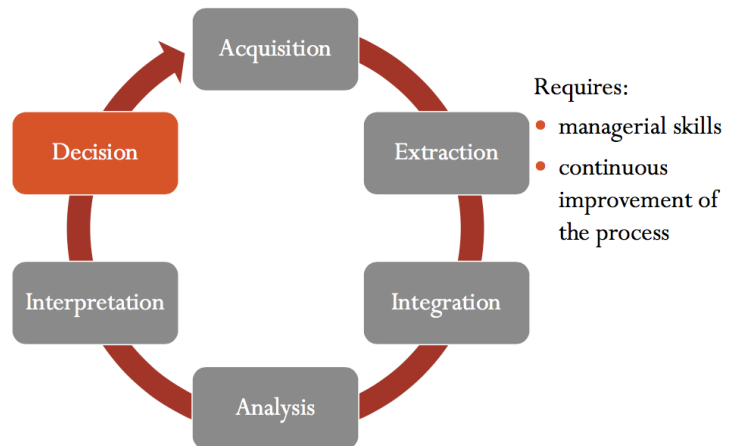 Acquisition
Requires:
• managerial skills
Decision
Extraction
• continuous
improvement of
the process
Interpretation
Integration
Analysis